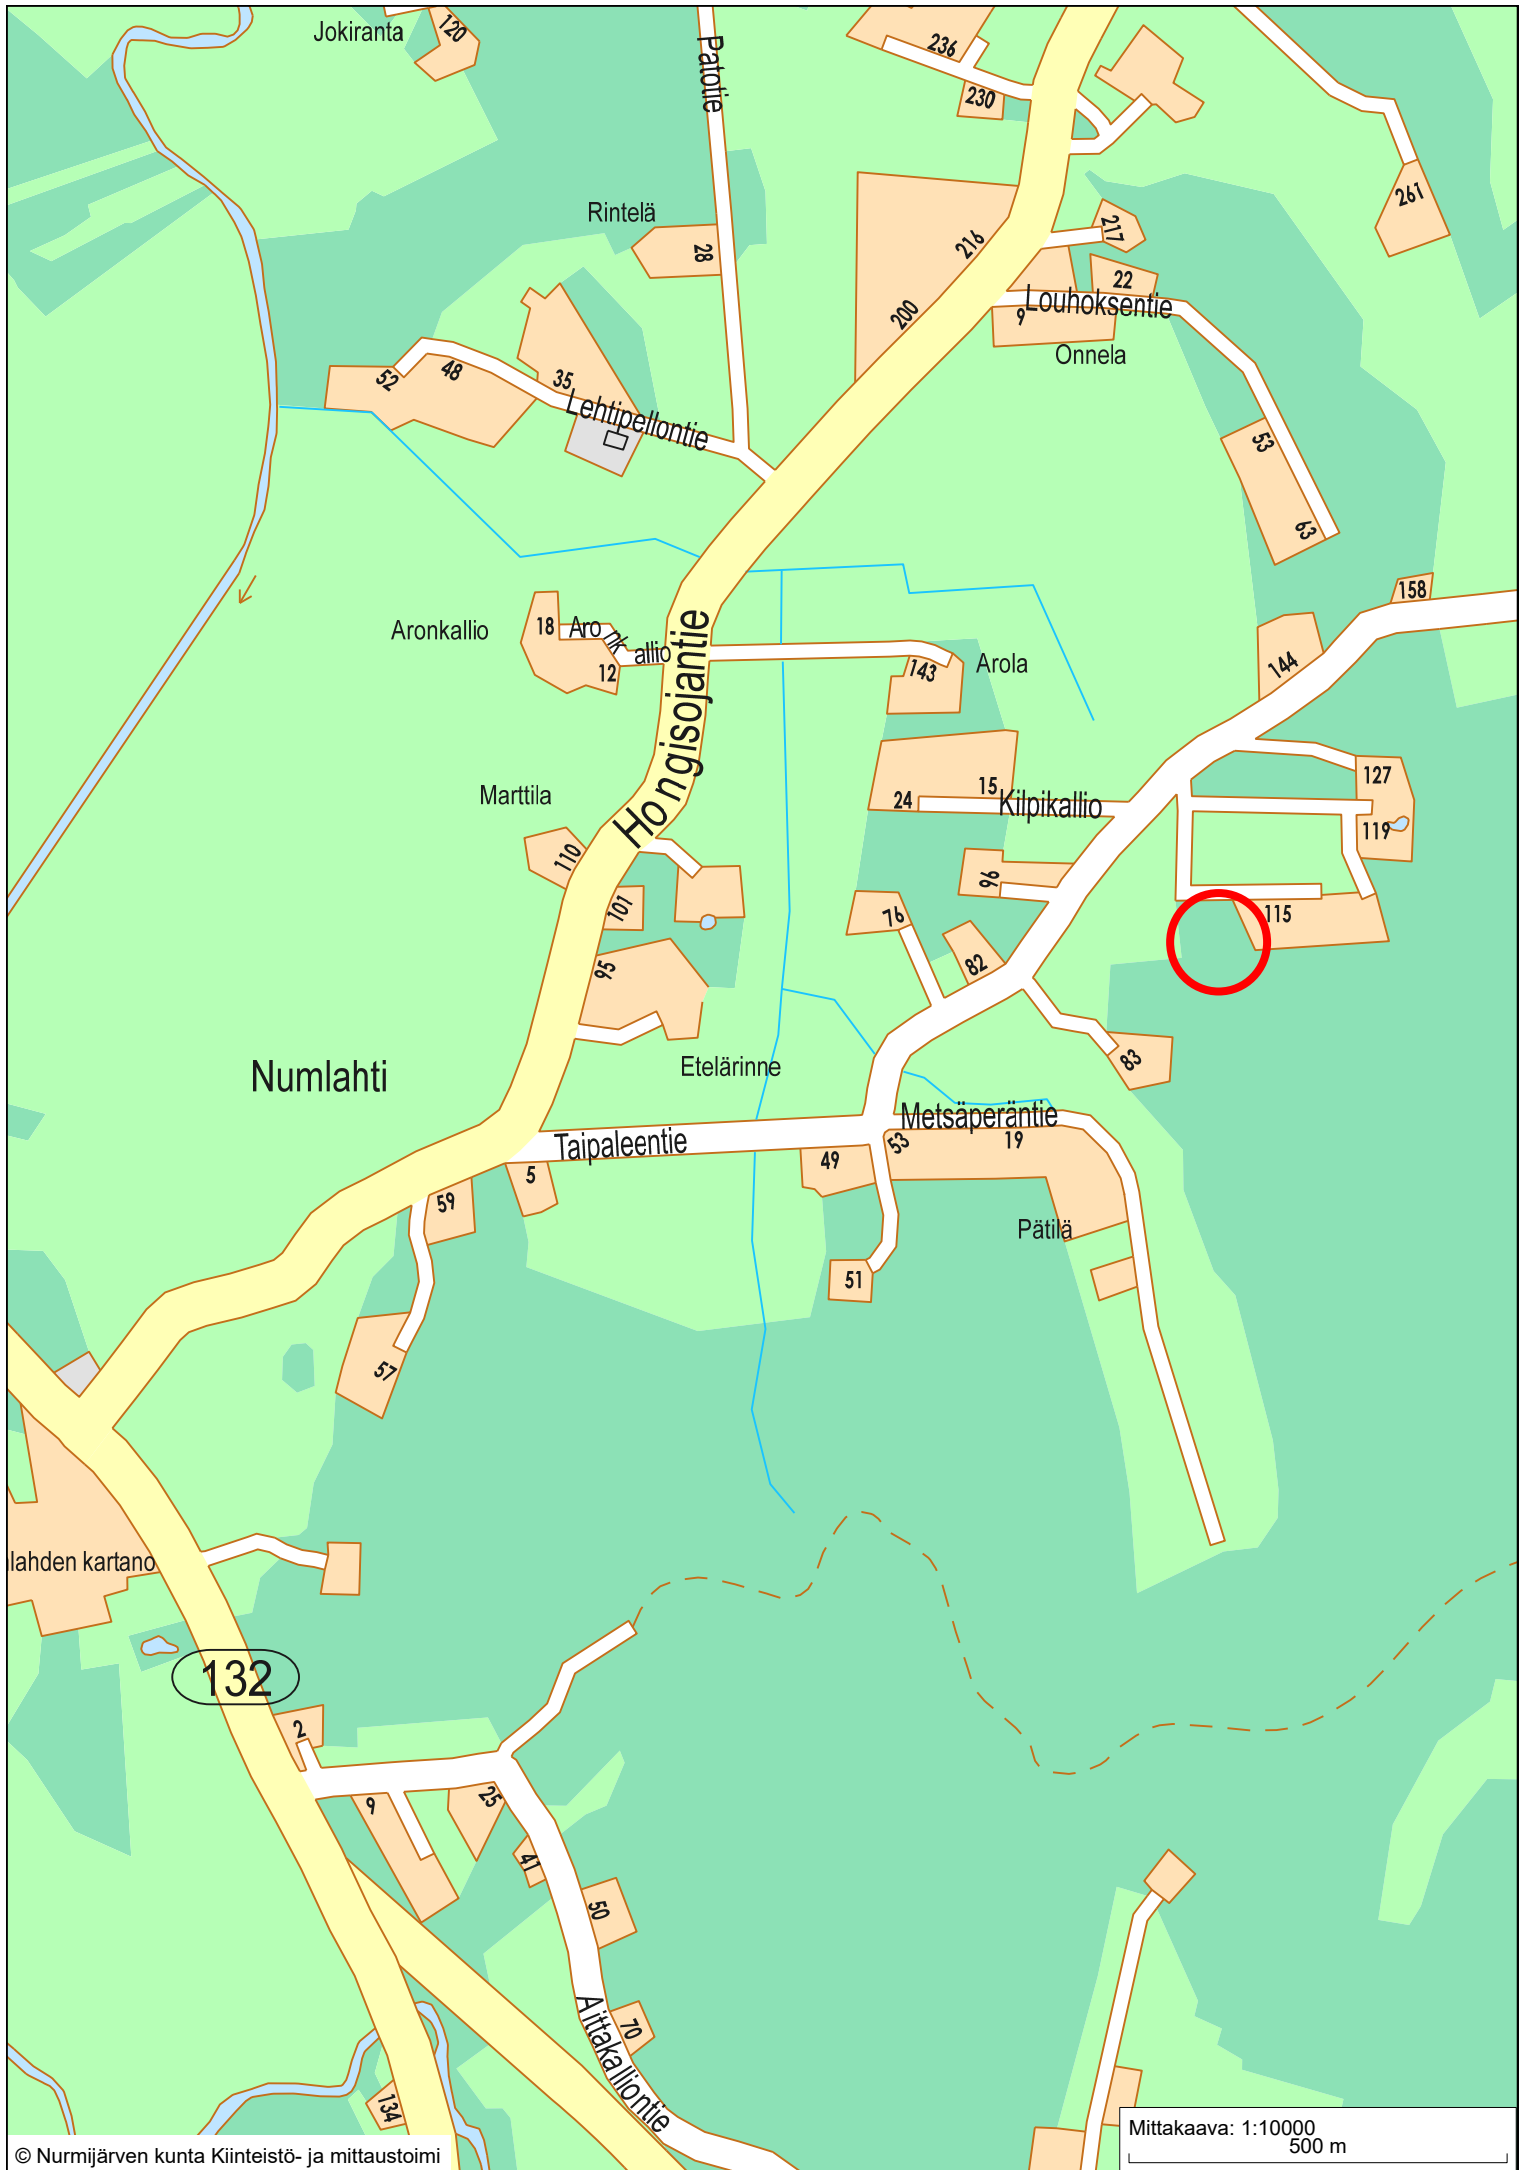 Jokiranta
120
Patotie
236
230
261
Rintelä
28
216
217
22
200
Louhoksentie
9
Onnela
52
48
35
Lehtipellontie
53
63
158
Aronkallio
18
Aronkallio
12
Hongisojantie
143
Arola
144
Marttila
24
15
Kilpikallio
127
119
110
101
96
76
115
95
82
Numlahti
Etelärinne
83
Taipaleentie
Metsäperäntie
53
19
49
5
59
Pätilä
51
57
lahden kartano
132
2
9
25
41
50
70
Aittakalliontie
134
Mittakaava: 1:10000
500 m
© Nurmijärven kunta Kiinteistö- ja mittaustoimi